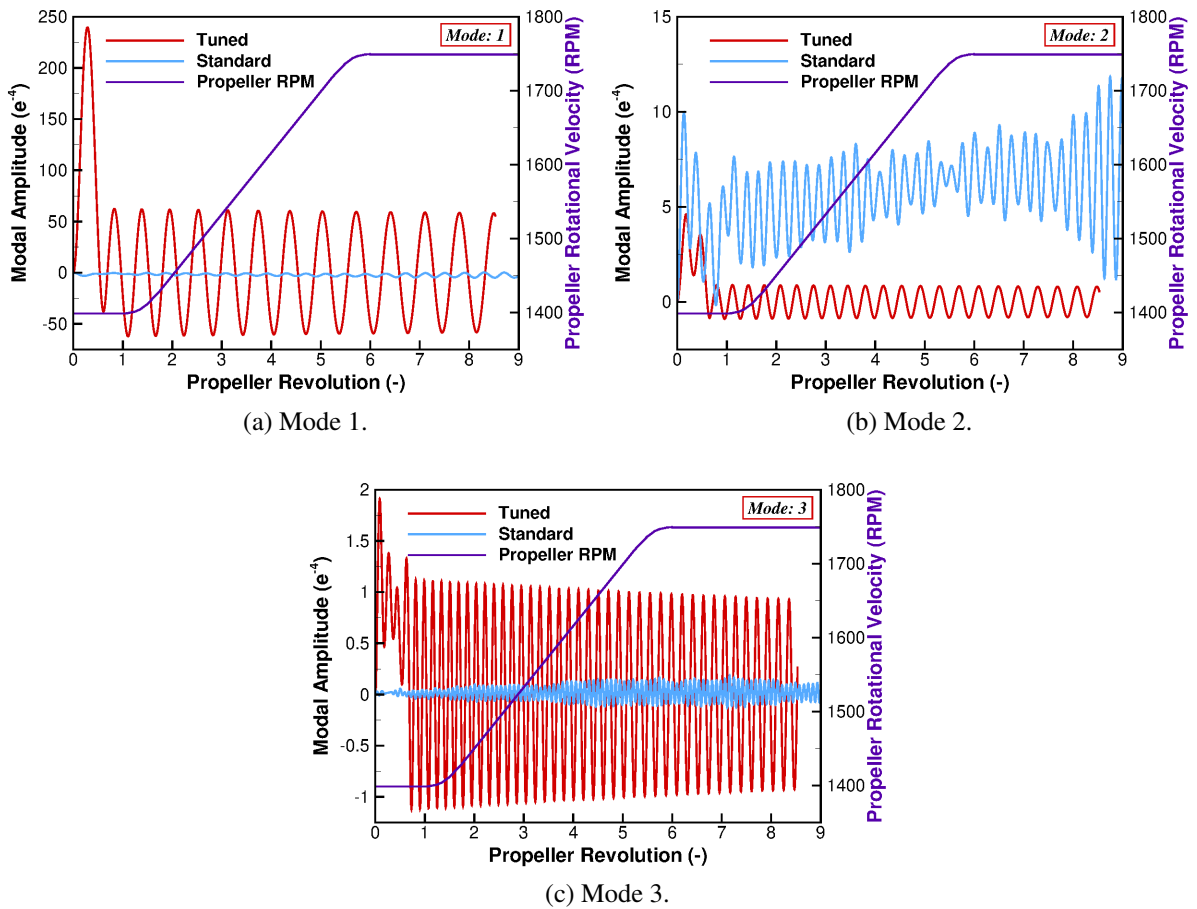 Modal Amplitude (e⁻⁴)
250
200
150
100
50
0
-50
Tuned
Standard
Propeller RPM
Mode: 1
1800
1700
1600
1500
1400
Propeller Rotational Velocity (RPM)
0 1 2 3 4 5 6 7 8 9
Propeller Revolution (-)
(a) Mode 1.
Modal Amplitude (e⁻⁴)
15
10
5
0
Tuned
Standard
Propeller RPM
Mode: 2
1800
1700
1600
1500
1400
Propeller Rotational Velocity (RPM)
0 1 2 3 4 5 6 7 8 9
Propeller Revolution (-)
(b) Mode 2.
Modal Amplitude (e⁻⁴)
2
1.5
1
0.5
0
-0.5
-1
Tuned
Standard
Propeller RPM
Mode: 3
1800
1700
1600
1500
1400
Propeller Rotational Velocity (RPM)
0 1 2 3 4 5 6 7 8 9
Propeller Revolution (-)
(c) Mode 3.